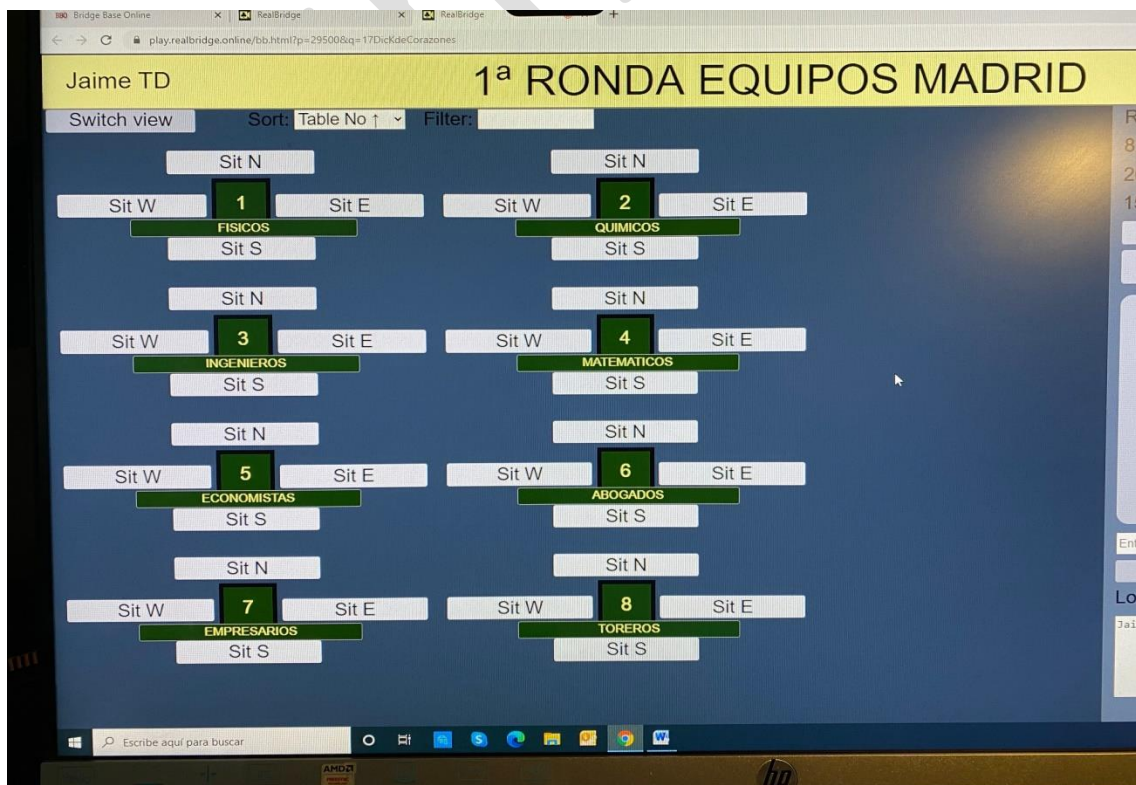 Bridge Base Online RealBridge RealBridge
play.realbridge.online/bb.html?p=29500&q=17DicKdeCorazones
Jaime TD 1ª RONDA EQUIPOS MADRID
Switch view Sort: Table No ↑ Filter:
Sit N Sit N
Sit W 1 Sit E Sit W 2 Sit E
FISICOS QUIMICOS
Sit S Sit S
Sit N Sit N
Sit W 3 Sit E Sit W 4 Sit E
INGENIEROS MATEMATICOS
Sit S Sit S
Sit N Sit N
Sit W 5 Sit E Sit W 6 Sit E
ECONOMISTAS ABOGADOS
Sit S Sit S
Sit N Sit N
Sit W 7 Sit E Sit W 8 Sit E
EMPRESARIOS TOREROS
Sit S Sit S
Escribe aquí para buscar
AMD
hp